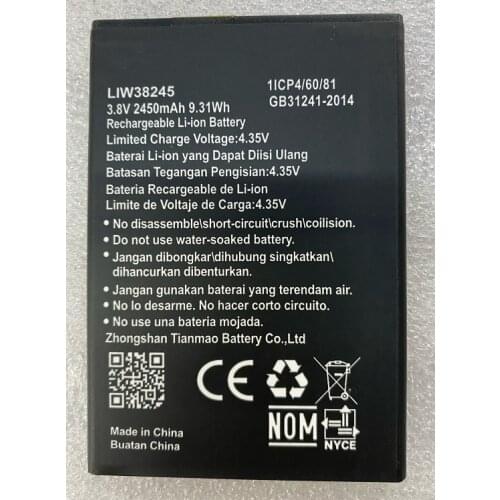 LIW38245
1ICP4/60/81
3.8V 2450mAh 9.31Wh
GB31241-2014
Rechargeable Li-ion Battery
Limited Charge Voltage:4.35V
Baterai Li-ion yang Dapat Diisi Ulang
Batasan Tegangan Pengisian:4.35V
Bateria Recargeable de Li-ion
Limite de Voltaje de Carga:4.35V
• No disassemble\short-circuit\crush\coilision.
• Do not use water-soaked battery.
• Jangan dibongkar\dihubung singkatkan\
dihancurkan dibenturkan.
• Jangan gunakan baterai yang terendam air.
• No lo desarme. No hacer corto circuito.
• No use una bateria mojada.
Zhongshan Tianmao Battery Co.,Ltd
CE
NOM
NYCE
Made in China
Buatan China